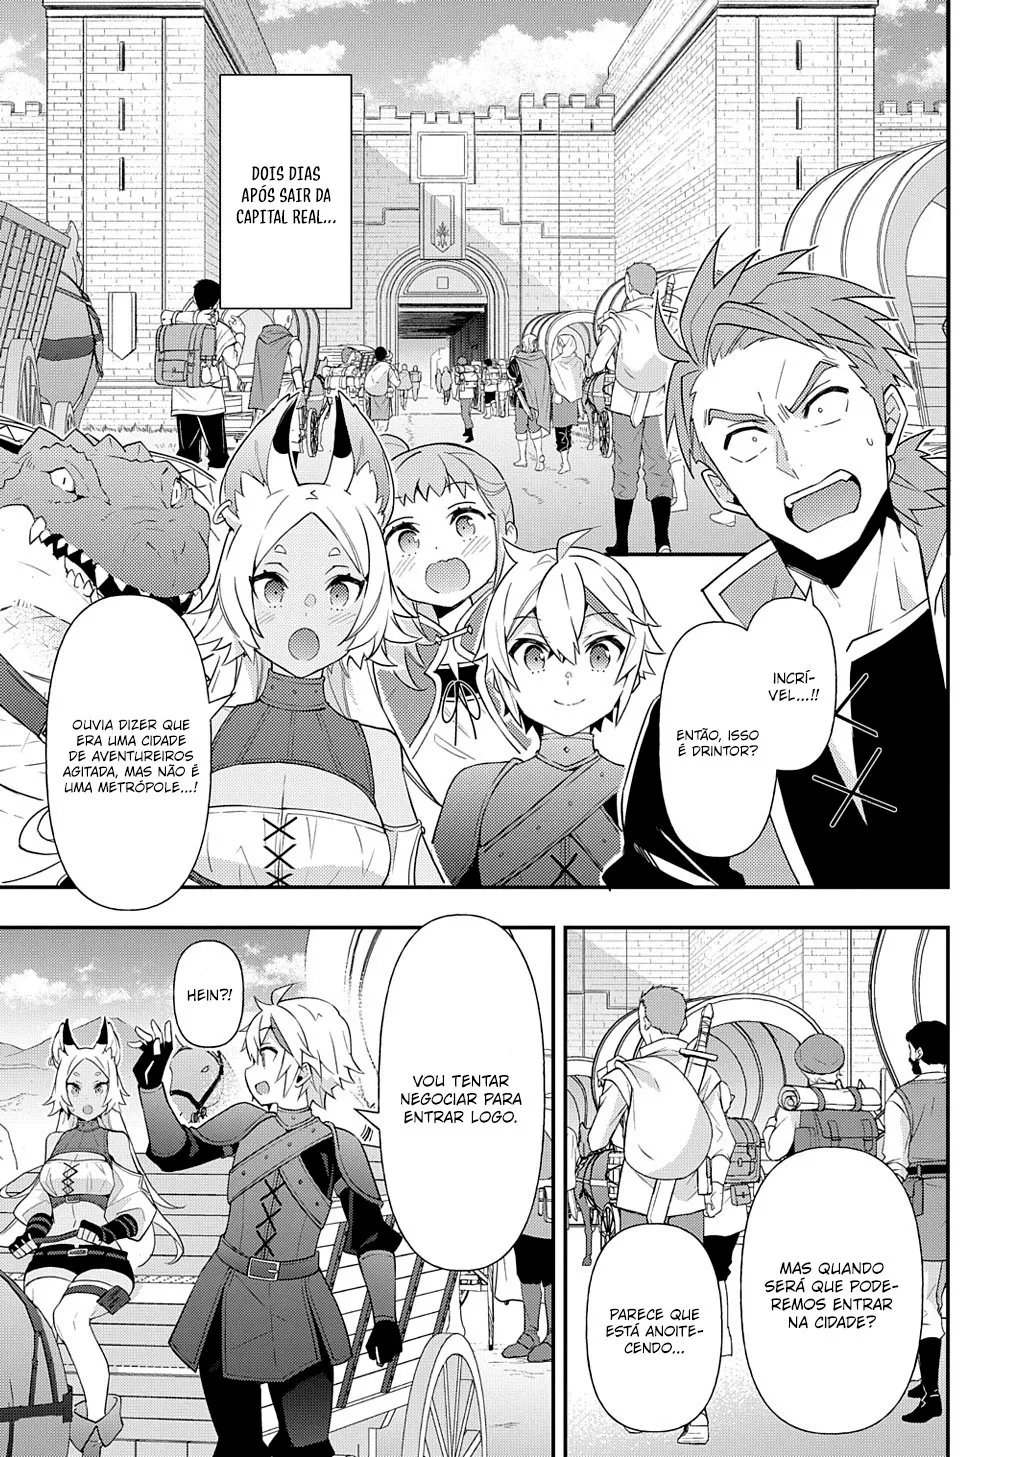 DOIS DIAS
APÓS SAIR DA
CAPITAL REAL...
INCRÍ-
VEL...!!
ENTÃO, ISSO
É DRINTOR?
OUVIA DIZER QUE
ERA UMA CIDADE
DE AVENTUREIROS
AGITADA, MAS NÃO É
UMA METRÓPOLE...!
MAS QUANDO
SERÁ QUE PODE-
REMOS ENTRAR
NA CIDADE?
PARECE QUE
ESTÁ ANOITE-
CENDO...
VOU TENTAR
NEGOCIAR PARA
ENTRAR LOGO.
HEIN?!